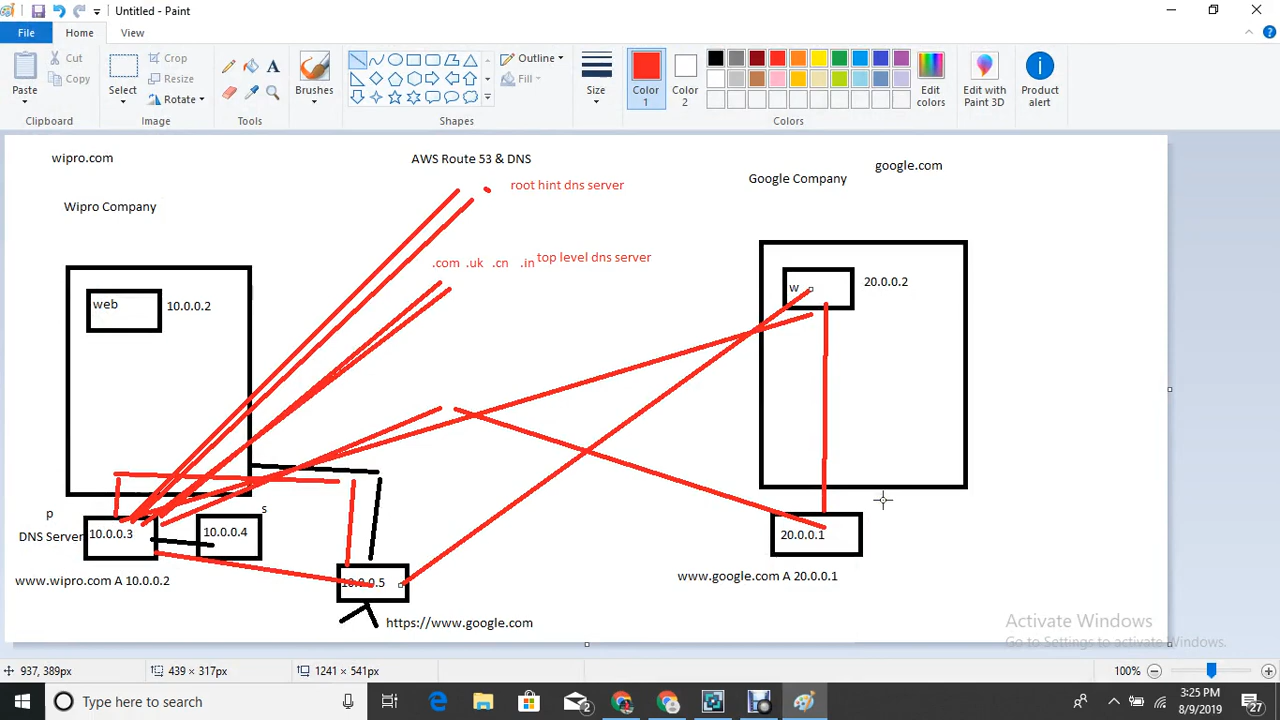 Untitled - Paint
File
Home
View
Paste
Cut
Copy
Clipboard
Select
Crop
Resize
Rotate
Image
Tools
Brushes
Outline
Fill
Shapes
Size
Color 1
Color 2
Edit colors
Colors
Edit with Paint 3D
Product alert
wipro.com
AWS Route 53 & DNS
google.com
Google Company
root hint dns server
Wipro Company
.com .uk .cn .in top level dns server
web
10.0.0.2
w
20.0.0.2
p
s
DNS Server
10.0.0.3
10.0.0.4
20.0.0.1
www.wipro.com A 10.0.0.2
10.0.0.5
www.google.com A 20.0.0.1
https://www.google.com
Activate Windows
Go to Settings to activate Windows.
937, 389px
439 × 317px
1241 × 541px
100%
Type here to search
2
3:25 PM
8/9/2019
27